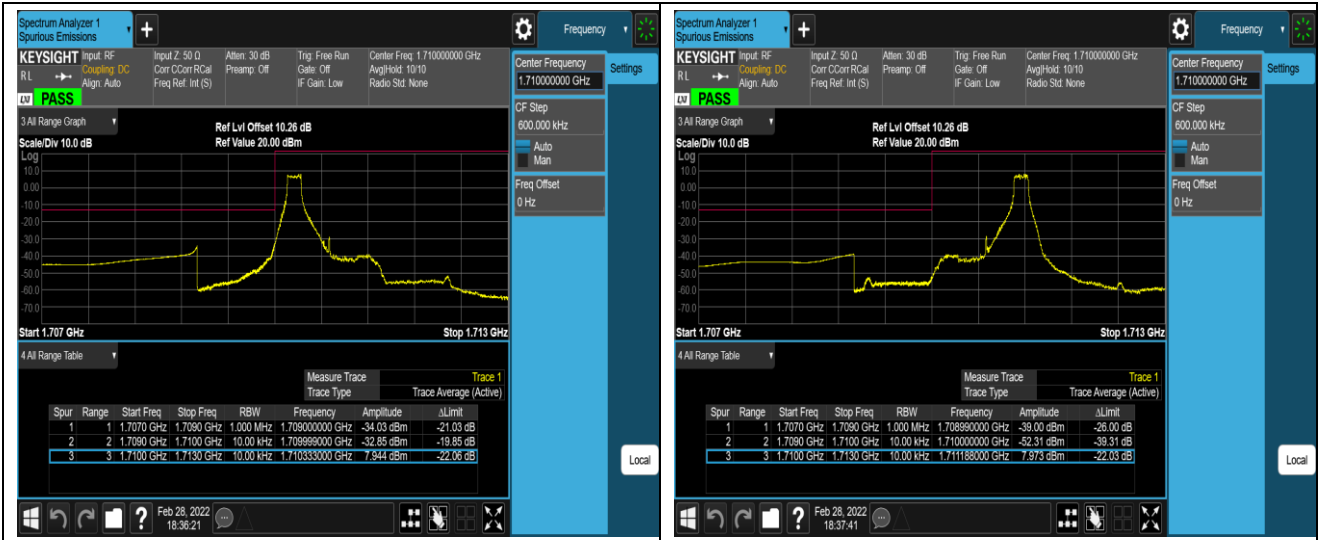 Spectrum Analyzer 1
Spurious Emissions
Frequency
KEYSIGHT Input: RF Input Z: 50 Ω Atten: 30 dB Trig: Free Run Center Freq: 1.710000000 GHz
Coupling: DC Corr CCorr RCal Preamp: Off Gate: Off Avg|Hold: 10/10
RL Align: Auto Freq Ref: Int (S) IF Gain: Low Radio Std: None
LXI PASS
Center Frequency
1.710000000 GHz
Settings
CF Step
600.000 kHz
Auto
Man
Freq Offset
0 Hz
3 All Range Graph
Ref Lvl Offset 10.26 dB
Scale/Div 10.0 dB Ref Value 20.00 dBm
Log
10.0
0.00
-10.0
-20.0
-30.0
-40.0
-50.0
-60.0
-70.0
Start 1.707 GHz Stop 1.713 GHz
4 All Range Table
Measure Trace Trace 1
Trace Type Trace Average (Active)
Spur Range Start Freq Stop Freq RBW Frequency Amplitude ΔLimit
1 1 1.7070 GHz 1.7090 GHz 1.000 MHz 1.709000000 GHz -34.03 dBm -21.03 dB
2 2 1.7090 GHz 1.7100 GHz 10.00 kHz 1.709999000 GHz -32.85 dBm -19.85 dB
3 3 1.7100 GHz 1.7130 GHz 10.00 kHz 1.710333000 GHz 7.944 dBm -22.06 dB
Local
?
Feb 28, 2022
18:36:21
Spectrum Analyzer 1
Spurious Emissions
Frequency
KEYSIGHT Input: RF Input Z: 50 Ω Atten: 30 dB Trig: Free Run Center Freq: 1.710000000 GHz
Coupling: DC Corr CCorr RCal Preamp: Off Gate: Off Avg|Hold: 10/10
RL Align: Auto Freq Ref: Int (S) IF Gain: Low Radio Std: None
LXI PASS
Center Frequency
1.710000000 GHz
Settings
CF Step
600.000 kHz
Auto
Man
Freq Offset
0 Hz
3 All Range Graph
Ref Lvl Offset 10.26 dB
Scale/Div 10.0 dB Ref Value 20.00 dBm
Log
10.0
0.00
-10.0
-20.0
-30.0
-40.0
-50.0
-60.0
-70.0
Start 1.707 GHz Stop 1.713 GHz
4 All Range Table
Measure Trace Trace 1
Trace Type Trace Average (Active)
Spur Range Start Freq Stop Freq RBW Frequency Amplitude ΔLimit
1 1 1.7070 GHz 1.7090 GHz 1.000 MHz 1.708990000 GHz -39.00 dBm -26.00 dB
2 2 1.7090 GHz 1.7100 GHz 10.00 kHz 1.710000000 GHz -52.31 dBm -39.31 dB
3 3 1.7100 GHz 1.7130 GHz 10.00 kHz 1.711188000 GHz 7.973 dBm -22.03 dB
Local
?
Feb 28, 2022
18:37:41